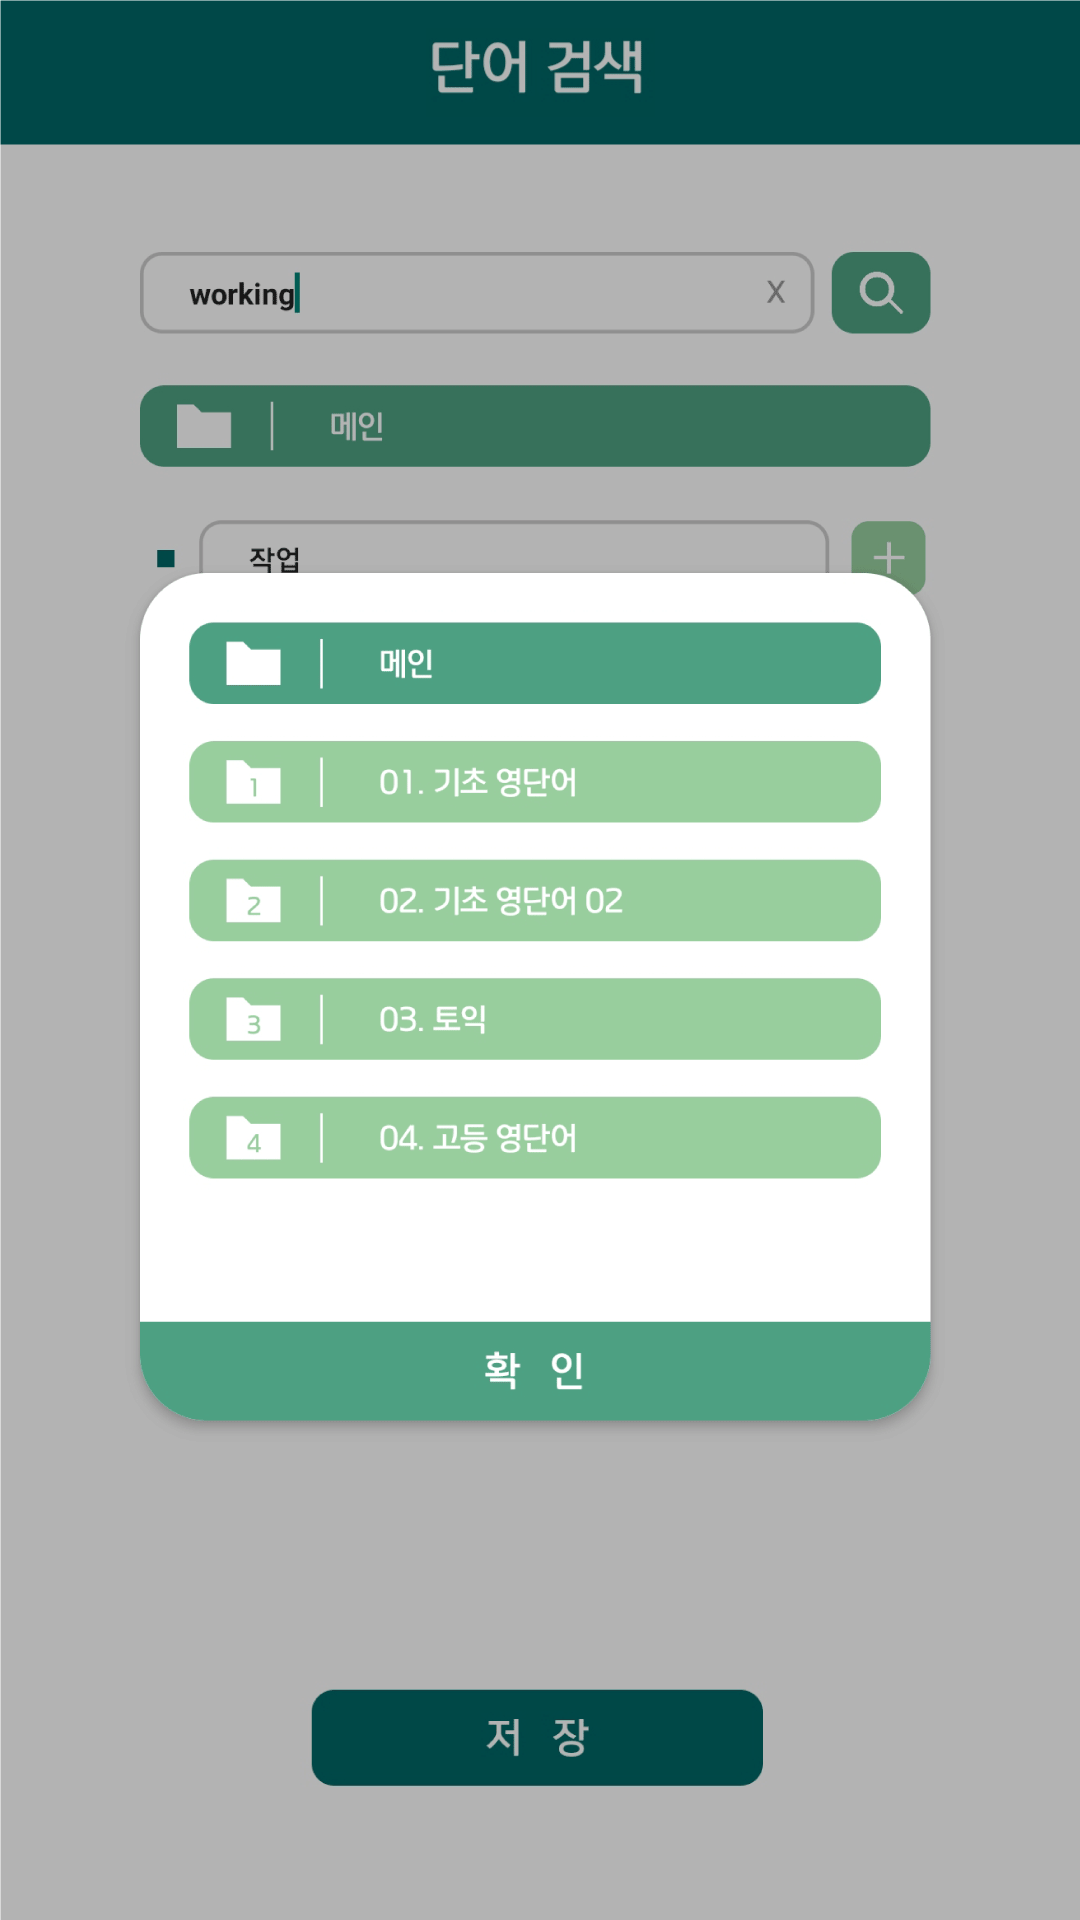 단어 검색
working X
메인
작업
메인
1 01. 기초 영단어
2 02. 기초 영단어 02
3 03. 토익
4 04. 고등 영단어
확 인
저 장